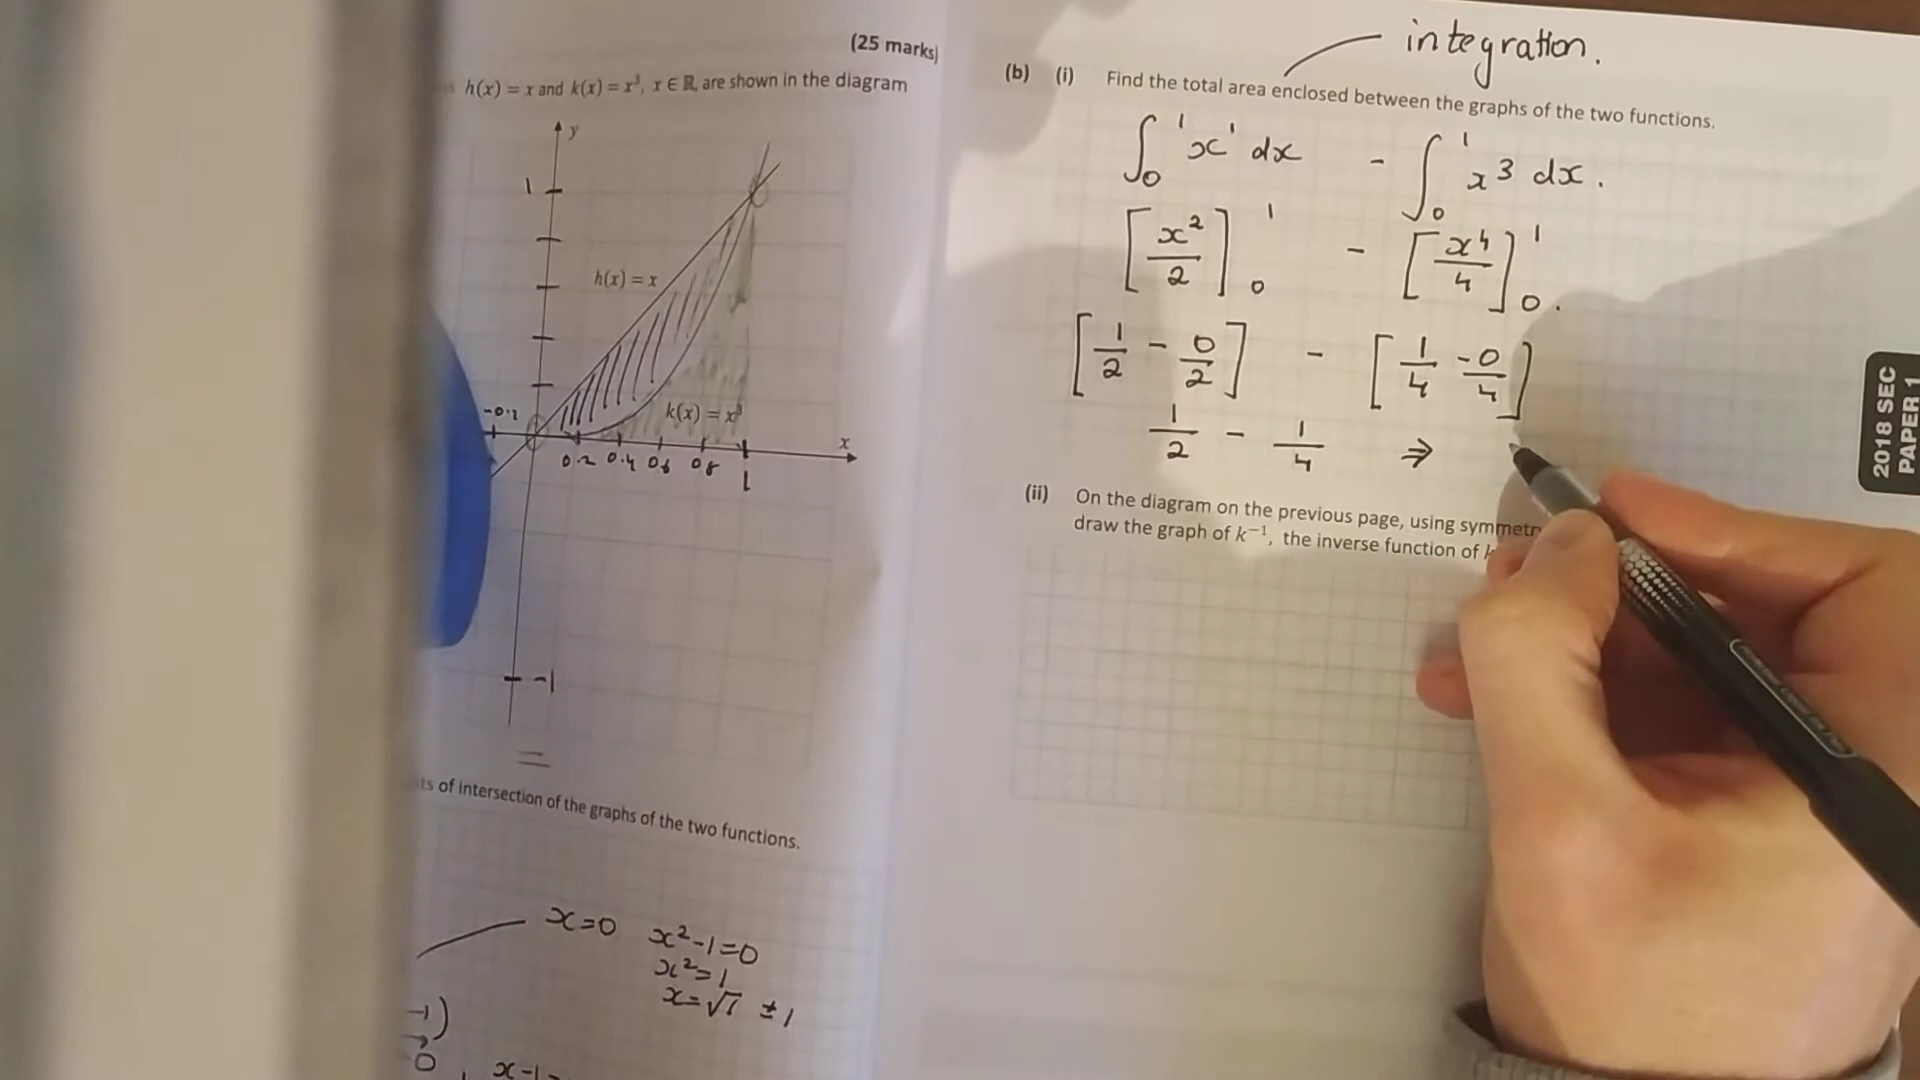 (25 marks)
h(x) = x and k(x) = x³, x ∈ ℝ, are shown in the diagram
y
1
h(x) = x
k(x) = x³
-0.2
x
0.2 0.4 0.6 0.8 1
-1
of intersection of the graphs of the two functions.
x=0 x²-1=0
x²=1
x=√1 ±1
-1)
0
x-1
integration.
(b) (i) Find the total area enclosed between the graphs of the two functions.
∫₀¹ x¹ dx - ∫₀¹ x³ dx.
[x²/2]₀¹ - [x⁴/4]₀¹.
[1/2 - 0/2] - [1/4 - 0/4]
1/2 - 1/4 ⇒
(ii) On the diagram on the previous page, using
draw the graph of k⁻¹, the inverse function of
2018 SEC
PAPER 1